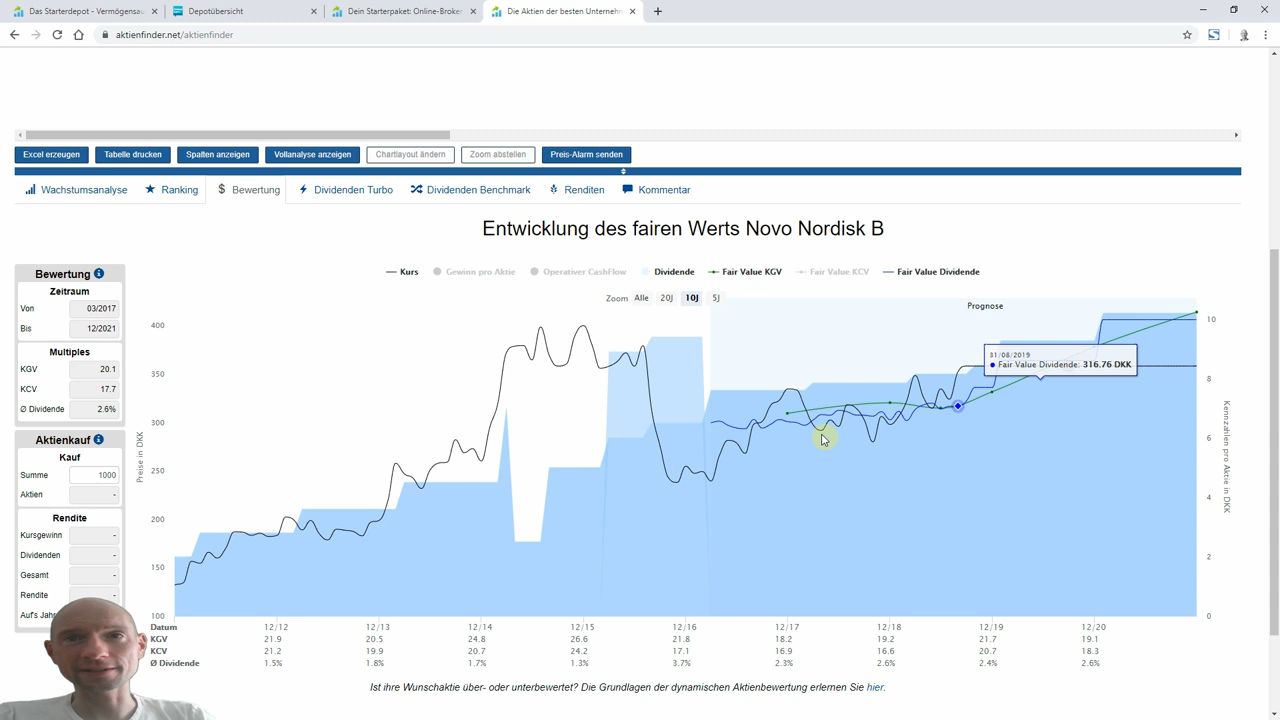 Das Starterdepot - Vermögensau
Depotübersicht
Dein Starterpaket: Online-Broker
Die Aktien der besten Unternehm
aktienfinder.net/aktienfinder
Excel erzeugen
Tabelle drucken
Spalten anzeigen
Vollanalyse anzeigen
Chartlayout ändern
Zoom abstellen
Preis-Alarm senden
Wachstumsanalyse
Ranking
$ Bewertung
Dividenden Turbo
Dividenden Benchmark
Renditen
Kommentar
Entwicklung des fairen Werts Novo Nordisk B
Bewertung
Zeitraum
Von 03/2017
Bis 12/2021
Multiples
KGV 20.1
KCV 17.7
Ø Dividende 2.6%
Aktienkauf
Kauf
Summe 1000
Aktien -
Rendite
Kursgewinn -
Dividenden -
Gesamt -
Rendite -
Auf's Jahr
Kurs
Gewinn pro Aktie
Operativer CashFlow
Dividende
Fair Value KGV
Fair Value KCV
Fair Value Dividende
Zoom Alle 20J 10J 5J
Prognose
400
350
300
250
200
150
100
Preise in DKK
31/08/2019
Fair Value Dividende: 316.76 DKK
10
8
6
4
2
0
Kennzahlen pro Aktie in DKK
Datum 12/12 12/13 12/14 12/15 12/16 12/17 12/18 12/19 12/20
KGV 21.9 20.5 24.8 26.6 21.8 18.2 19.2 21.7 19.1
KCV 21.2 19.9 20.7 24.2 17.1 16.9 16.6 20.7 18.3
Ø Dividende 1.5% 1.8% 1.7% 1.3% 3.7% 2.3% 2.6% 2.4% 2.6%
Ist ihre Wunschaktie über- oder unterbewertet? Die Grundlagen der dynamischen Aktienbewertung erlernen Sie hier.